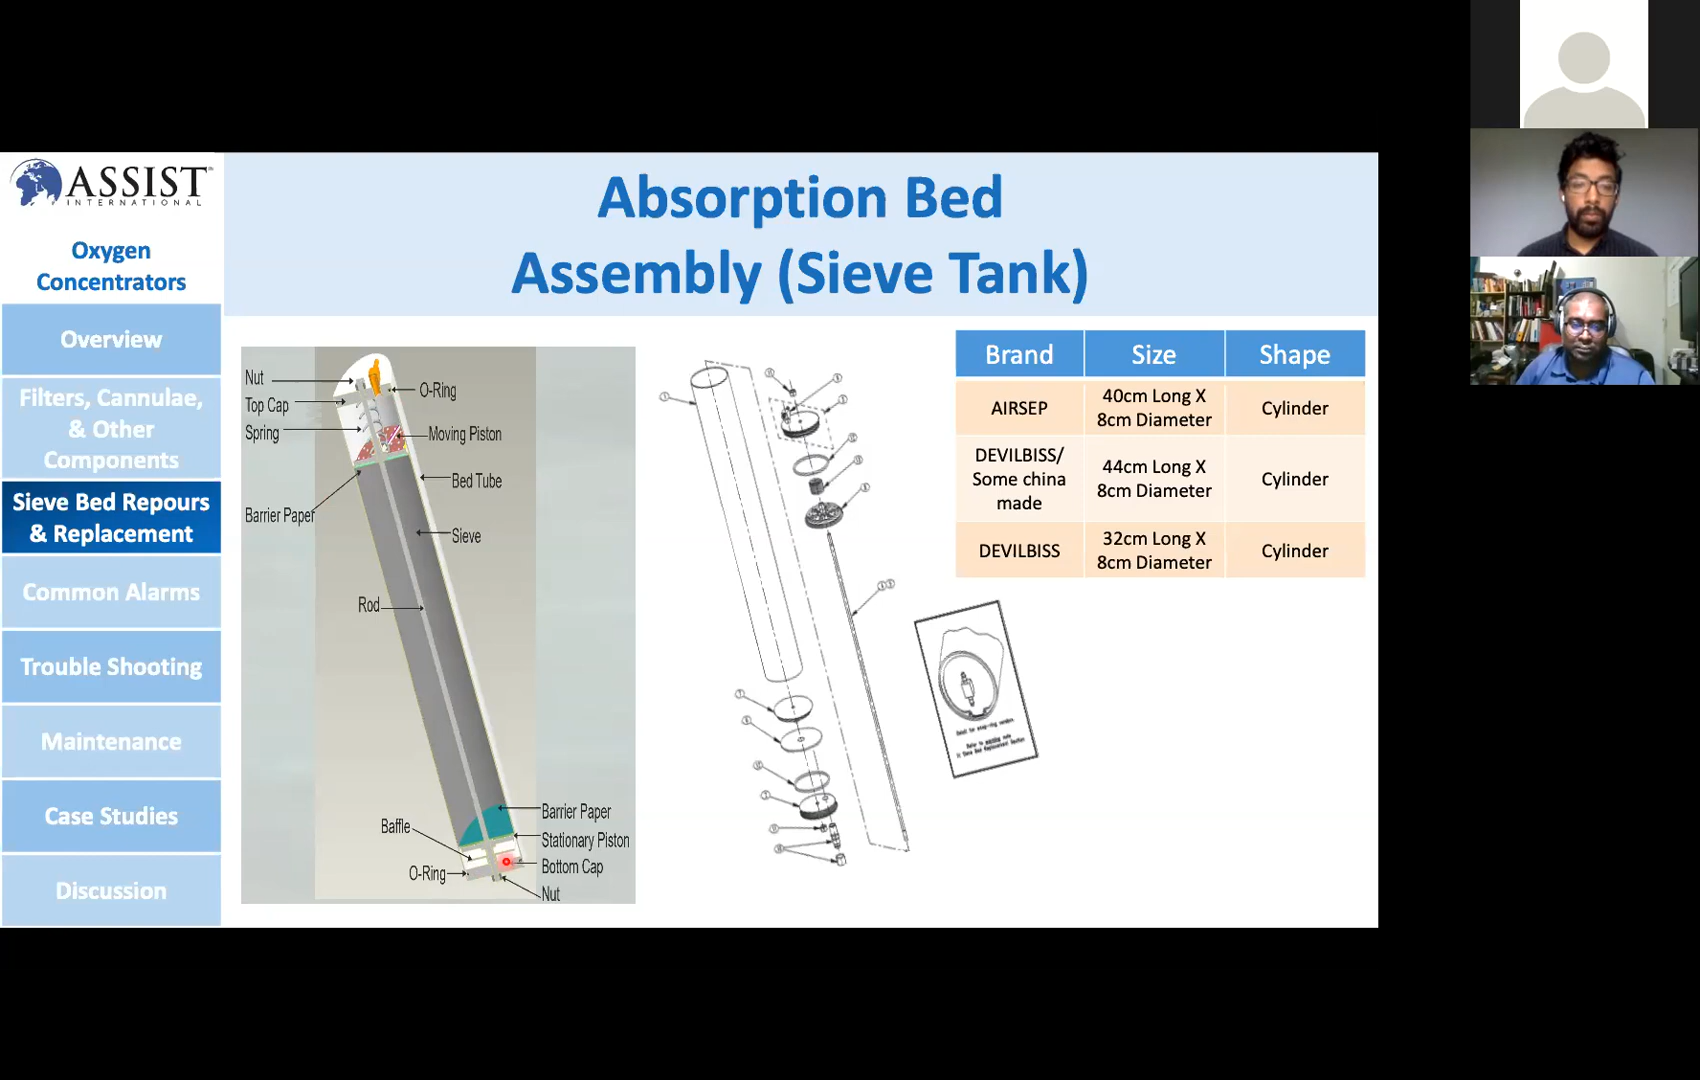 ASSIST
INTERNATIONAL
Oxygen
Concentrators
Overview
Filters, Cannulae,
& Other
Components
Sieve Bed Repours
& Replacement
Common Alarms
Trouble Shooting
Maintenance
Case Studies
Discussion
Absorption Bed
Assembly (Sieve Tank)
Nut
Top Cap
Spring
O-Ring
Moving Piston
Bed Tube
Barrier Paper
Sieve
Rod
Baffle
Barrier Paper
Stationary Piston
Bottom Cap
O-Ring
Nut
Brand Size Shape
AIRSEP 40cm Long X 8cm Diameter Cylinder
DEVILBISS/ Some china made 44cm Long X 8cm Diameter Cylinder
DEVILBISS 32cm Long X 8cm Diameter Cylinder